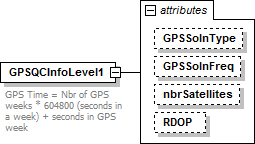 attributes
GPSSolnType
GPSSolnFreq
nbrSatellites
RDOP
GPSQCInfoLevel1
GPS Time = Nbr of GPS
weeks * 604800 (seconds in
a week) + seconds in GPS
week